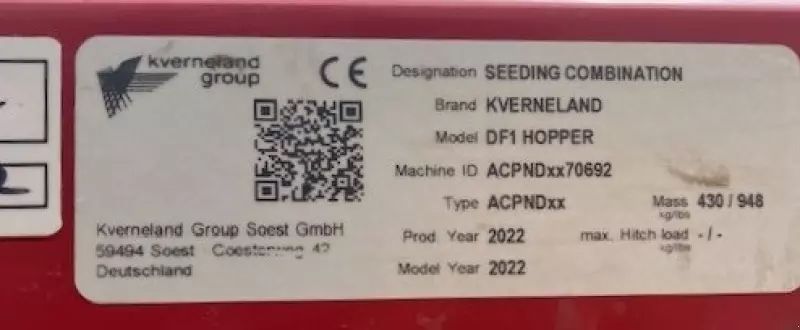 kverneland
group
CE
Designation SEEDING COMBINATION
Brand KVERNELAND
Model DF1 HOPPER
Machine ID ACPNDxx70692
Type ACPNDxx Mass 430 / 948
kg/lbs
Prod Year 2022 max. Hitch load - / -
kg/lbs
Model Year 2022
Kverneland Group Soest GmbH
59494 Soest 42
Deutschland